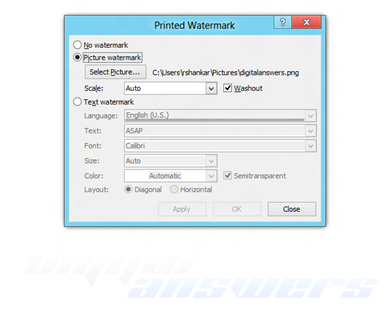 Printed Watermark
?
No watermark
Picture watermark
Select Picture... C:\Users\rshankar\Pictures\digitalanswers.png
Scale: Auto Washout
Text watermark
Language: English (U.S.)
Text: ASAP
Font: Calibri
Size: Auto
Color: Automatic Semitransparent
Layout: Diagonal Horizontal
Apply OK Close
digital
answers